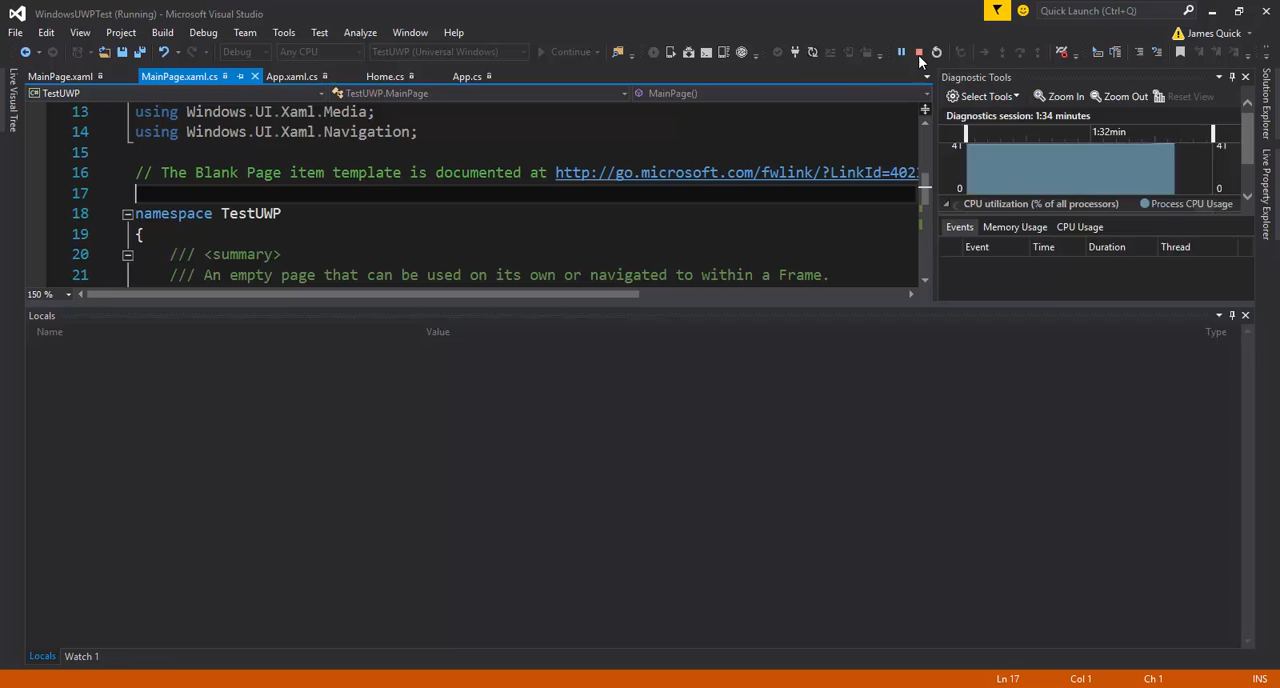 WindowsUWPTest (Running) - Microsoft Visual Studio
Quick Launch (Ctrl+Q)
File Edit View Project Build Debug Team Tools Test Analyze Window Help
James Quick
Debug Any CPU TestUWP (Universal Windows) Continue
MainPage.xaml MainPage.xaml.cs App.xaml.cs Home.cs App.cs
TestUWP TestUWP.MainPage MainPage()
13 using Windows.UI.Xaml.Media;
14 using Windows.UI.Xaml.Navigation;
15
16 // The Blank Page item template is documented at http://go.microsoft.com/fwlink/?LinkId=402
17
18 namespace TestUWP
19 {
20 /// <summary>
21 /// An empty page that can be used on its own or navigated to within a Frame.
150 %
Live Visual Tree
Diagnostic Tools
Select Tools Zoom In Zoom Out Reset View
Diagnostics session: 1:34 minutes
1:32min
41 41
0 0
CPU utilization (% of all processors) Process CPU Usage
Events Memory Usage CPU Usage
Event Time Duration Thread
Solution Explorer
Live Property Explorer
Locals
Name Value Type
Locals Watch 1
Ln 17 Col 1 Ch 1 INS